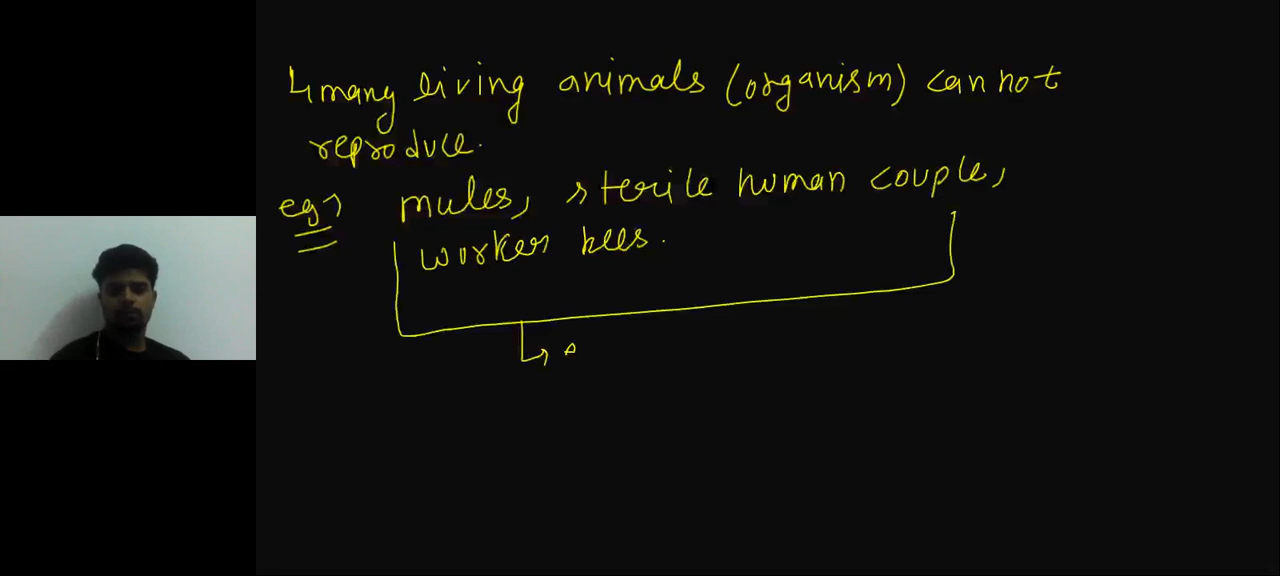 ↳ many living animals (organism) can not
reproduce.
eg→ mules, sterile human couple,
worker bees.
↳